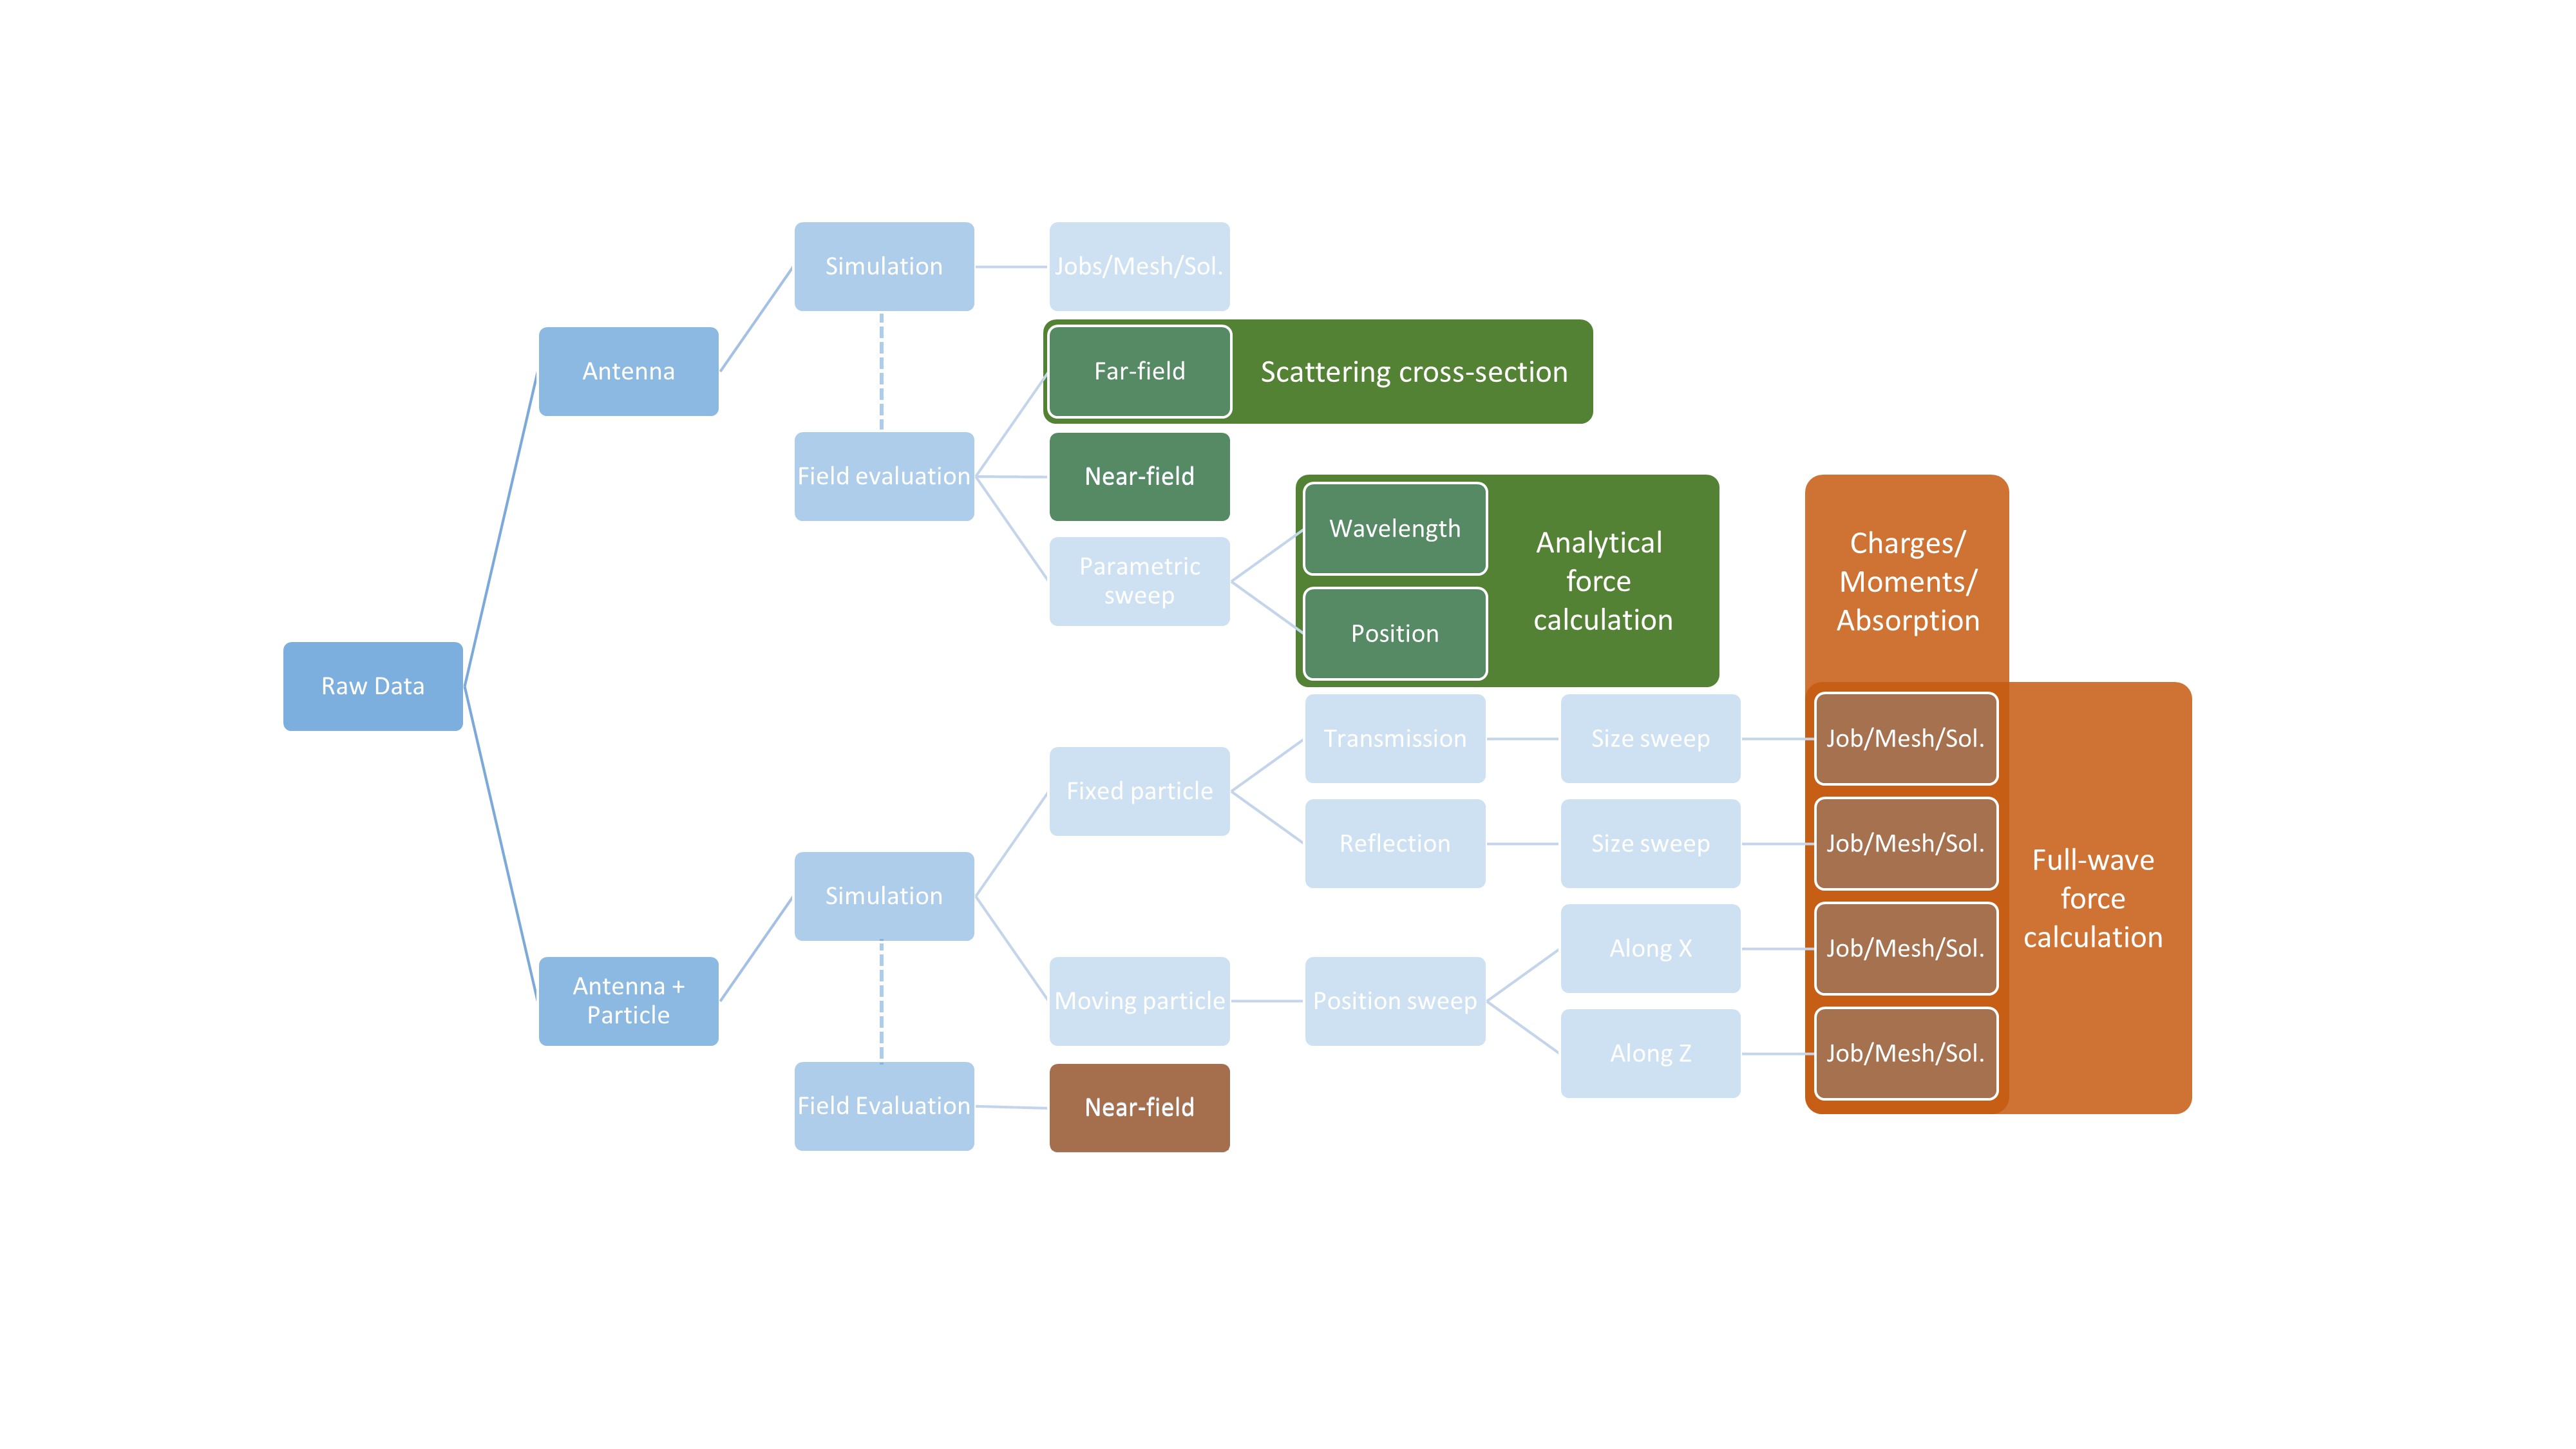 Simulation
Jobs/Mesh/Sol.
Antenna
Far-field
Scattering cross-section
Field evaluation
Near-field
Parametric
sweep
Wavelength
Position
Analytical
force
calculation
Charges/
Moments/
Absorption
Raw Data
Transmission
Size sweep
Job/Mesh/Sol.
Fixed particle
Reflection
Size sweep
Job/Mesh/Sol.
Full-wave
force
calculation
Simulation
Along X
Job/Mesh/Sol.
Antenna +
Particle
Moving particle
Position sweep
Along Z
Job/Mesh/Sol.
Field Evaluation
Near-field